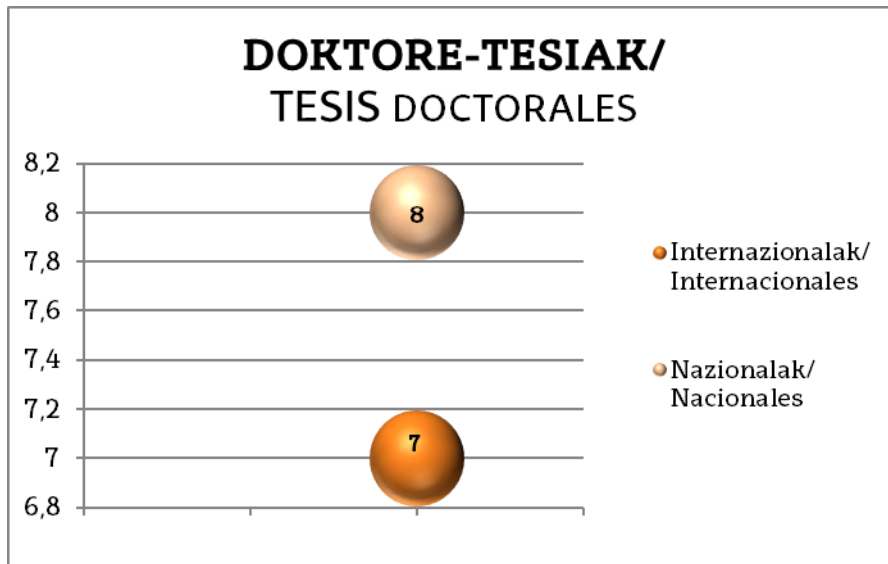 DOKTORE-TESIAK/
TESIS DOCTORALES
8,2
8
7,8
7,6
7,4
7,2
7
6,8
8
7
Internazionalak/
Internacionales
Nazionalak/
Nacionales